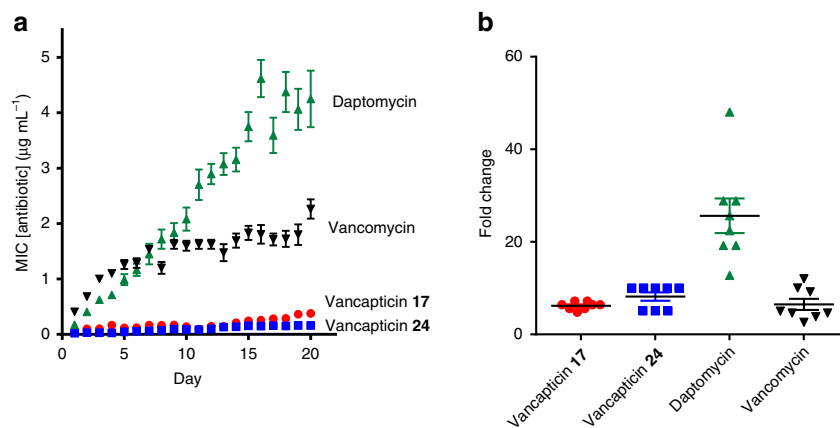 a
MIC [antibiotic] (µg mL⁻¹)
5
4
3
2
1
0
0
5
10
15
20
Day
Daptomycin
Vancomycin
Vancapticin 17
Vancapticin 24
b
Fold change
60
40
20
0
Vancapticin 17
Vancapticin 24
Daptomycin
Vancomycin